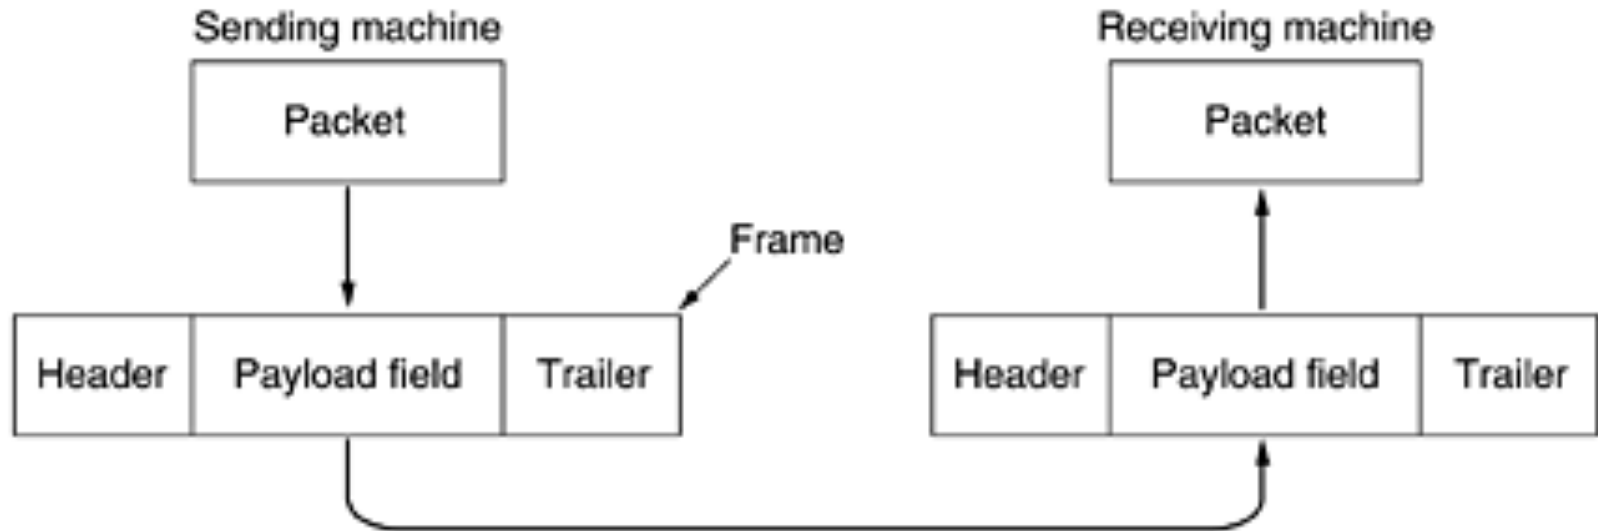 Sending machine
Receiving machine
Packet
Packet
Frame
Header
Payload field
Trailer
Header
Payload field
Trailer